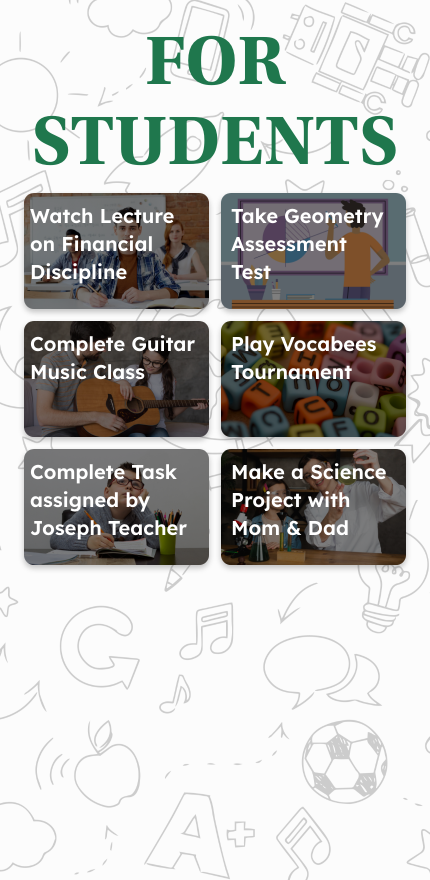 FOR
STUDENTS
Watch Lecture
on Financial
Discipline
Take Geometry
Assessment
Test
Complete Guitar
Music Class
Play Vocabees
Tournament
Complete Task
assigned by
Joseph Teacher
Make a Science
Project with
Mom & Dad